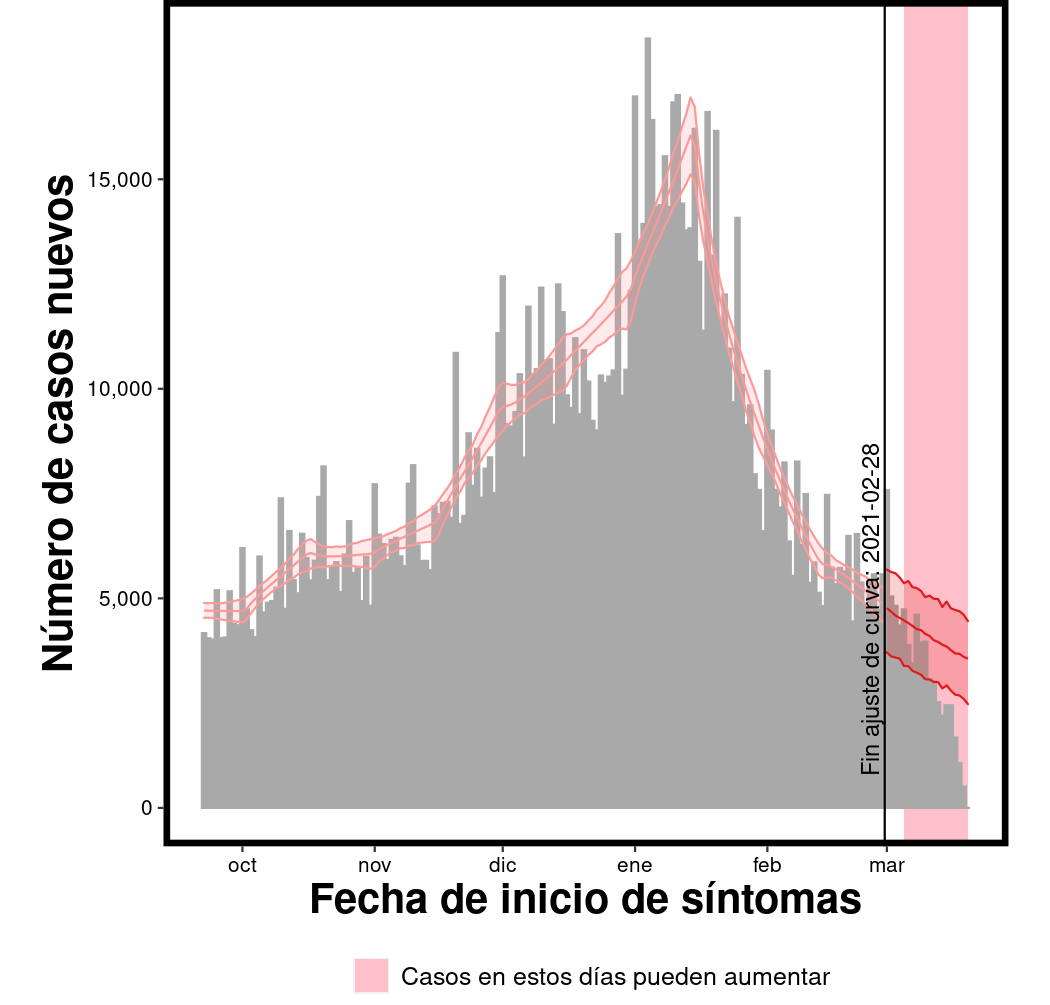 Número de casos nuevos
15,000
10,000
5,000
0
Fin ajuste de curva: 2021-02-28
oct nov dic ene feb mar
Fecha de inicio de síntomas
Casos en estos días pueden aumentar